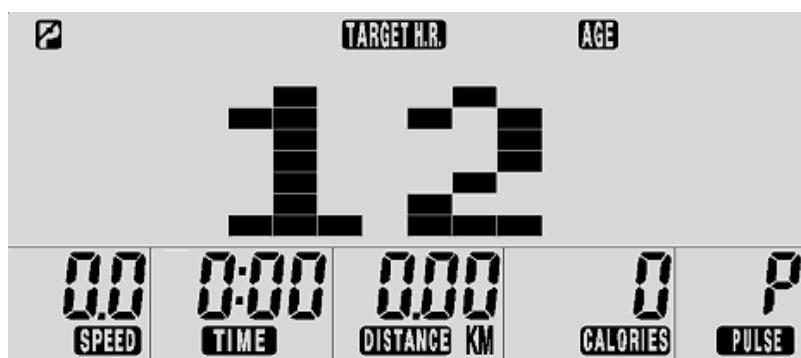 P TARGET H.R. AGE
12
0.0 0:00 0.00 0 P
SPEED TIME DISTANCE KM CALORIES PULSE